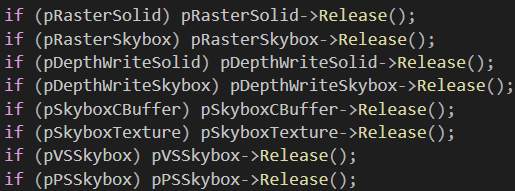 if (pRasterSolid) pRasterSolid->Release();
if (pRasterSkybox) pRasterSkybox->Release();
if (pDepthWriteSolid) pDepthWriteSolid->Release();
if (pDepthWriteSkybox) pDepthWriteSkybox->Release();
if (pSkyboxCBuffer) pSkyboxCBuffer->Release();
if (pSkyboxTexture) pSkyboxTexture->Release();
if (pVSSkybox) pVSSkybox->Release();
if (pPSSkybox) pPSSkybox->Release();